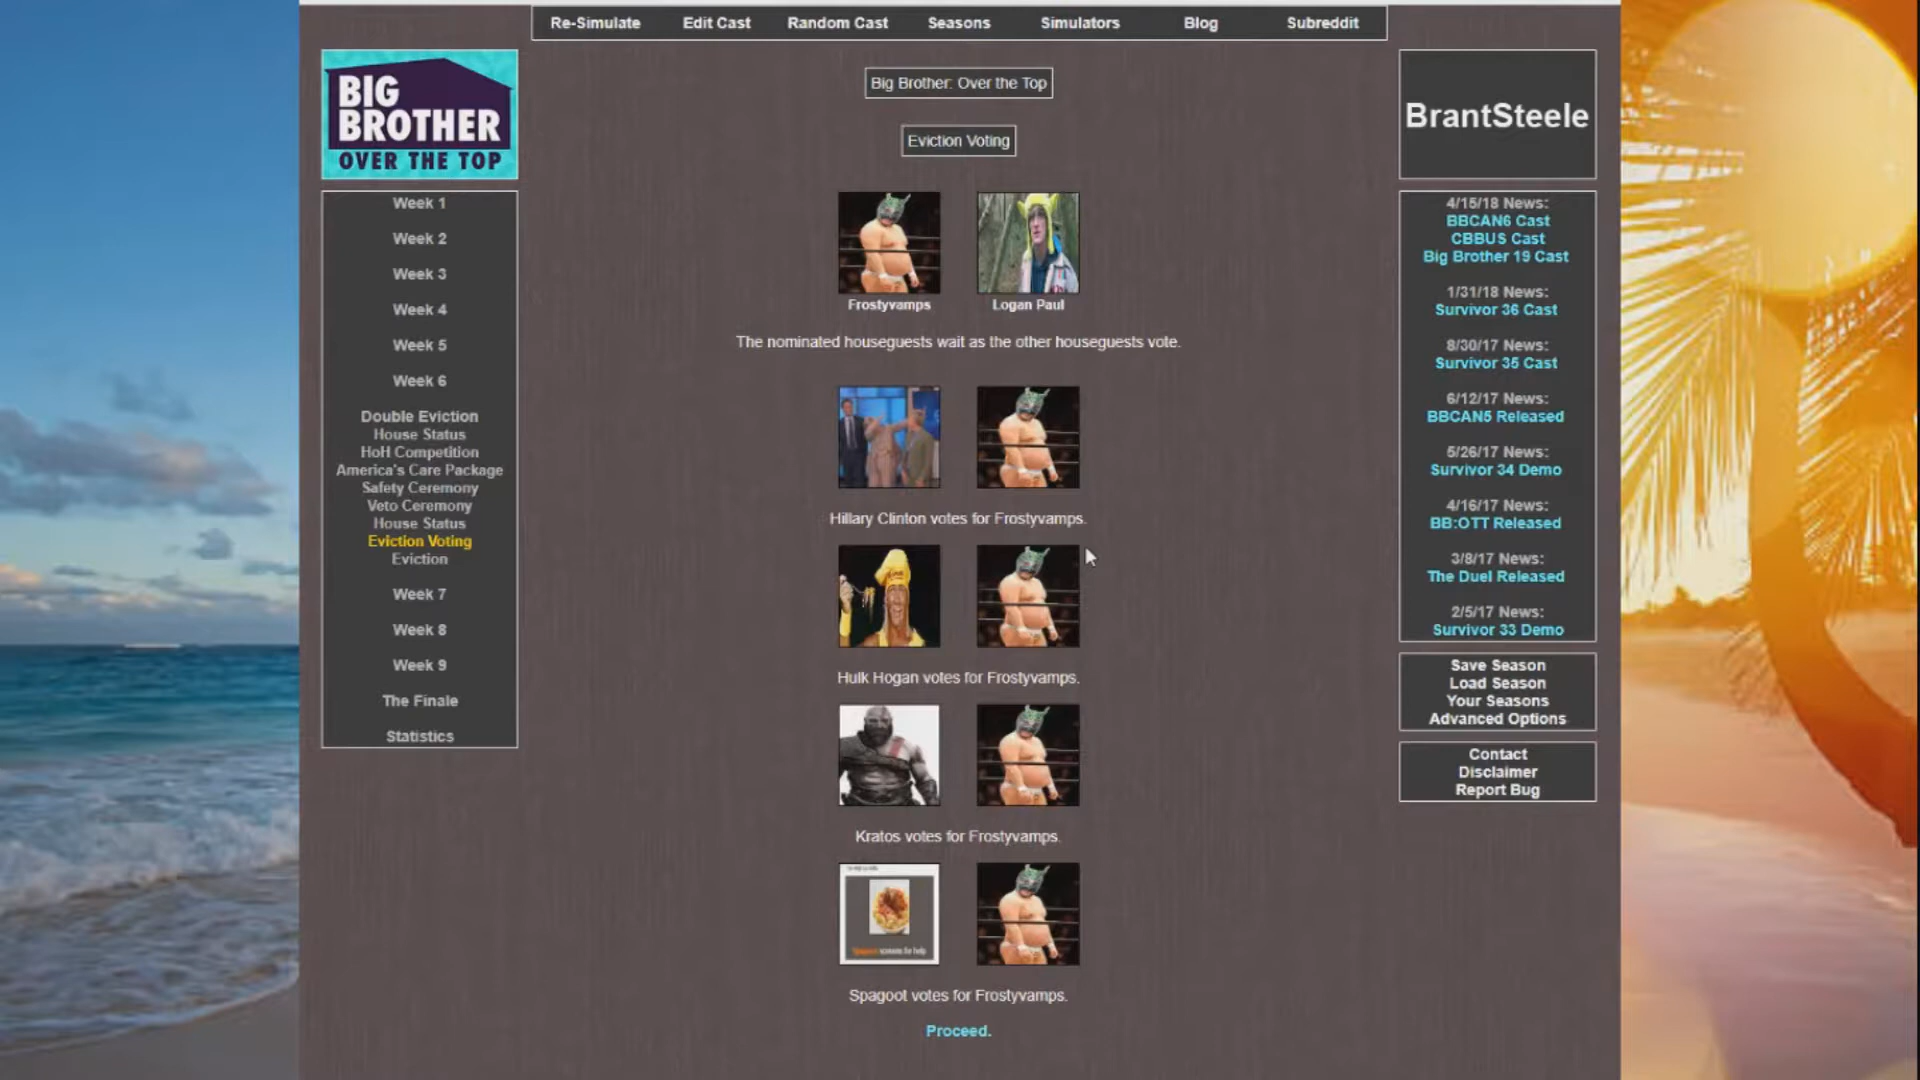 Re-Simulate Edit Cast Random Cast Seasons Simulators Blog Subreddit
BIG
BROTHER
OVER THE TOP
Week 1
Week 2
Week 3
Week 4
Week 5
Week 6
Double Eviction
House Status
HoH Competition
America's Care Package
Safety Ceremony
Veto Ceremony
House Status
Eviction Voting
Eviction
Week 7
Week 8
Week 9
The Finale
Statistics
Big Brother: Over the Top
Eviction Voting
Frostyvamps Logan Paul
The nominated houseguests wait as the other houseguests vote.
Hillary Clinton votes for Frostyvamps.
Hulk Hogan votes for Frostyvamps.
Kratos votes for Frostyvamps.
Spagoot votes for Frostyvamps.
Proceed.
BrantSteele
4/15/18 News:
BBCAN6 Cast
CBBUS Cast
Big Brother 19 Cast
1/31/18 News:
Survivor 36 Cast
8/30/17 News:
Survivor 35 Cast
6/12/17 News:
BBCAN5 Released
5/26/17 News:
Survivor 34 Demo
4/16/17 News:
BB:OTT Released
3/8/17 News:
The Duel Released
2/5/17 News:
Survivor 33 Demo
Save Season
Load Season
Your Seasons
Advanced Options
Contact
Disclaimer
Report Bug